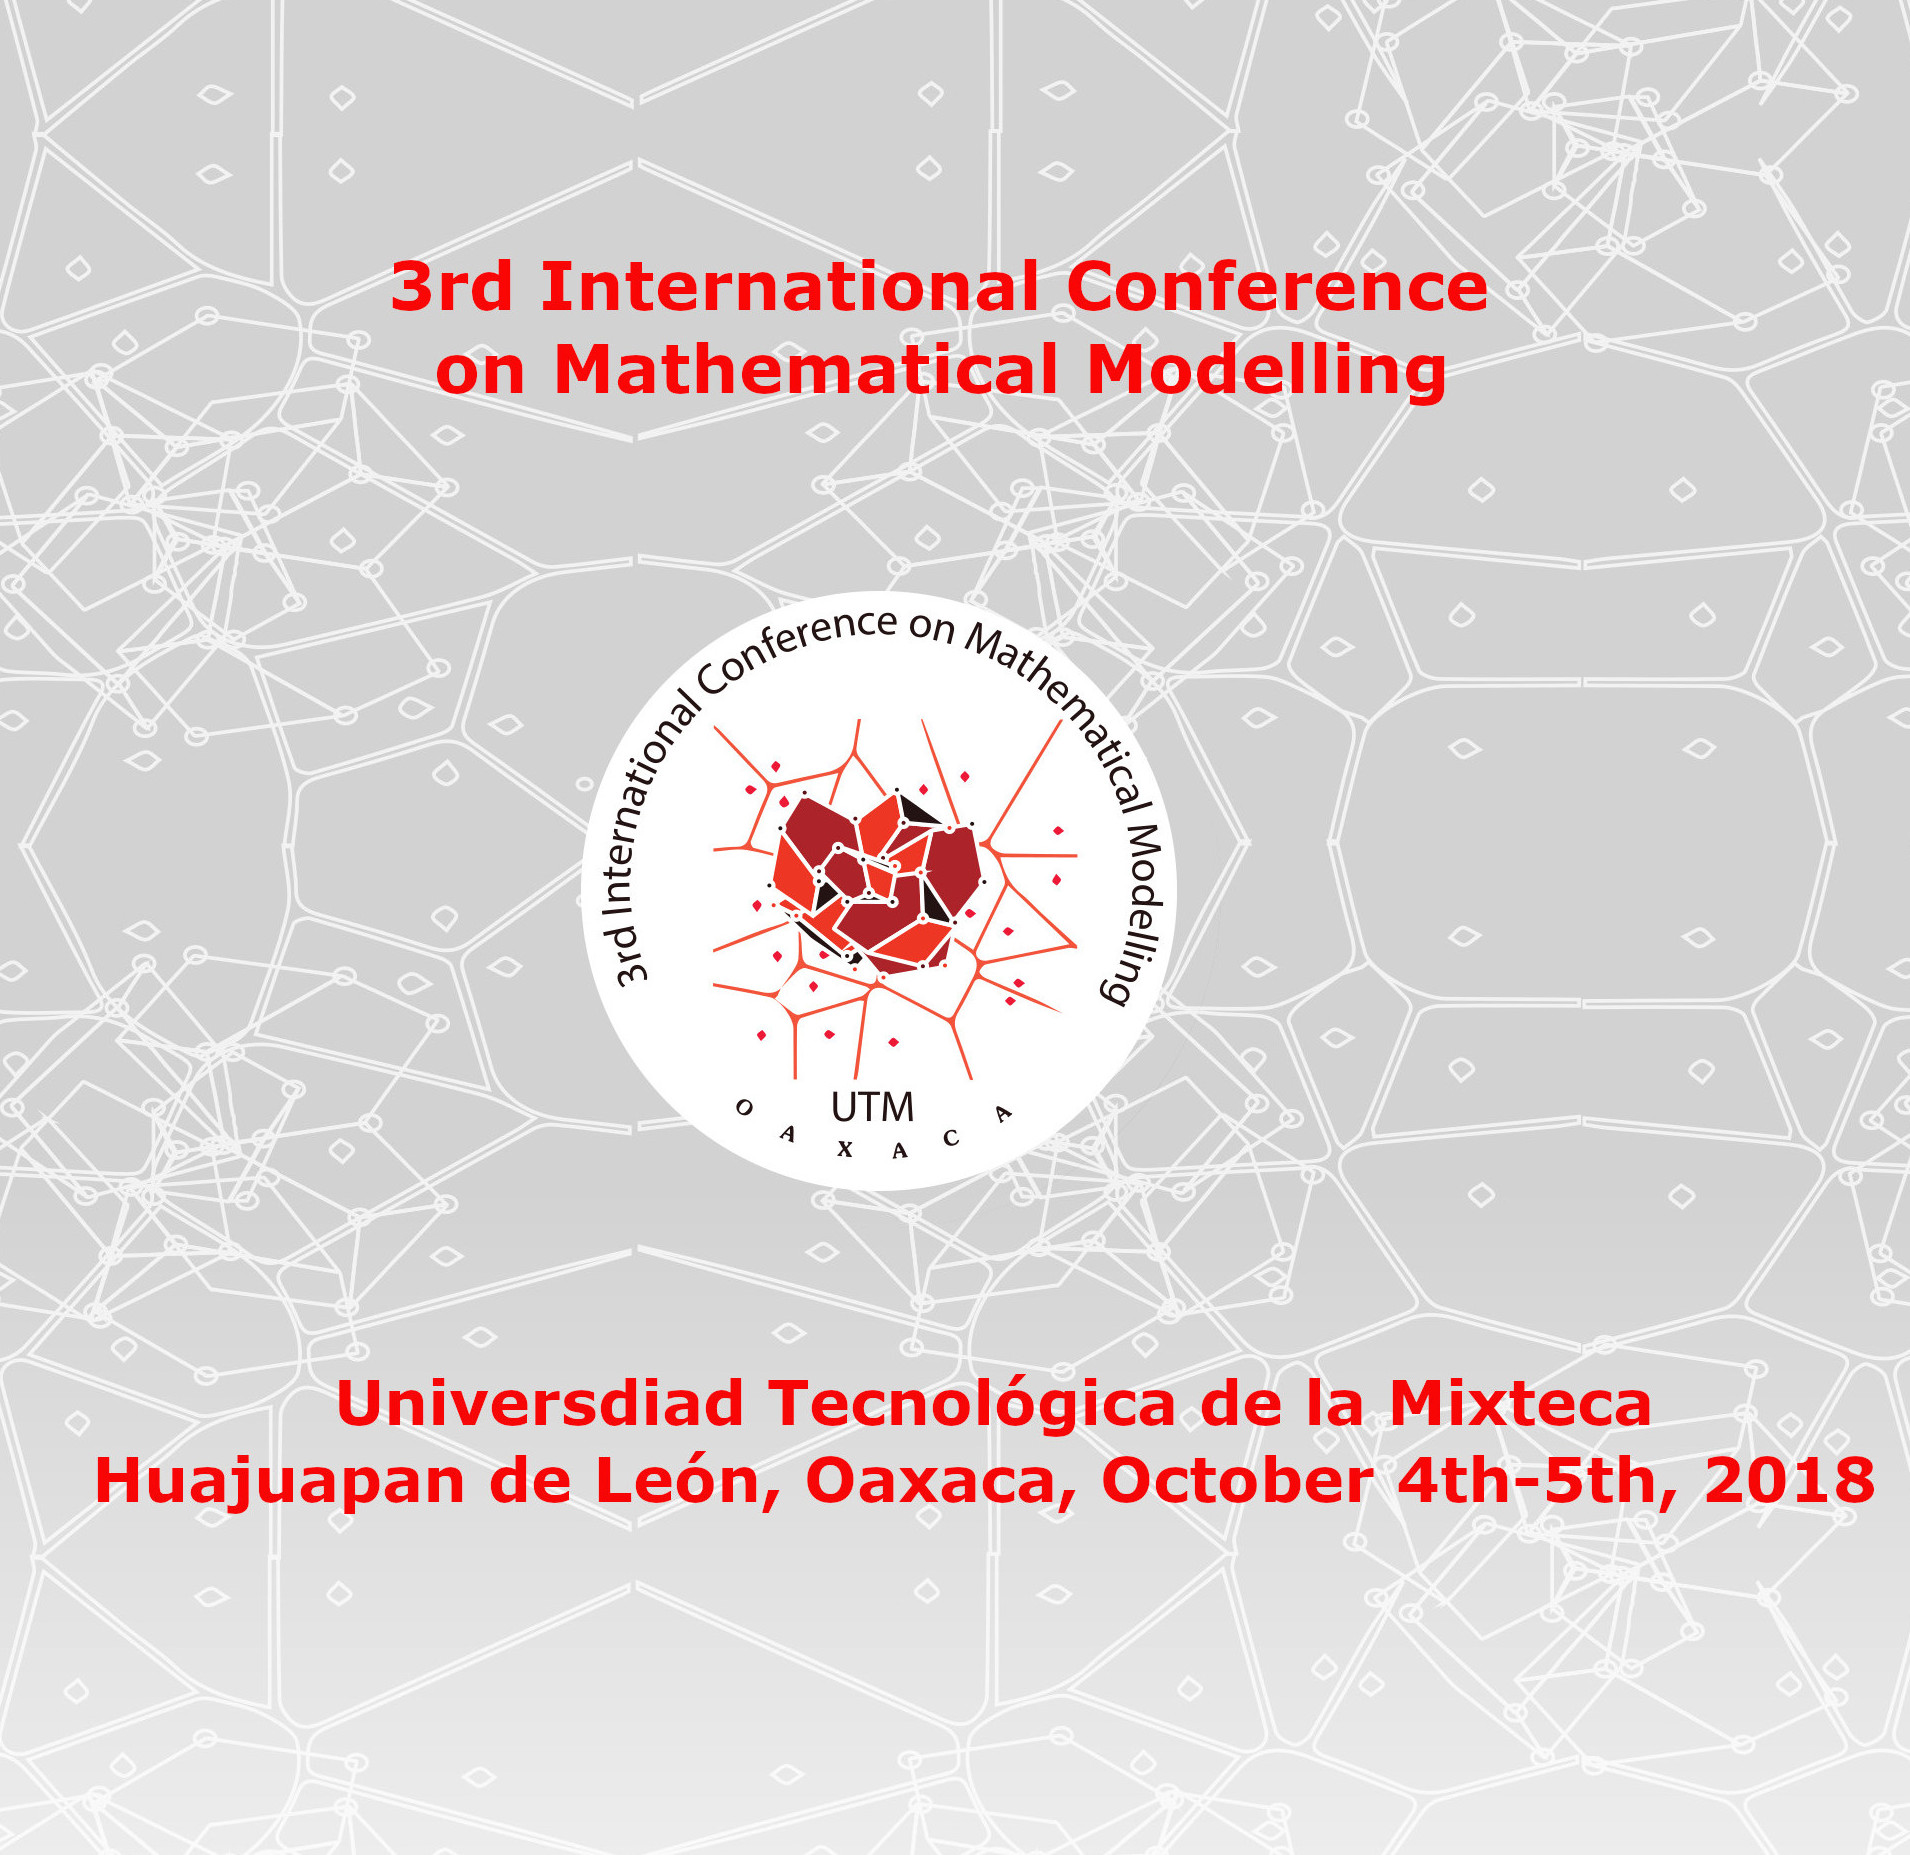 3rd International Conference
on Mathematical Modelling
3rd International Conference on Mathematical Modelling
UTM
OAXACA
Universdiad Tecnológica de la Mixteca
Huajuapan de León, Oaxaca, October 4th-5th, 2018